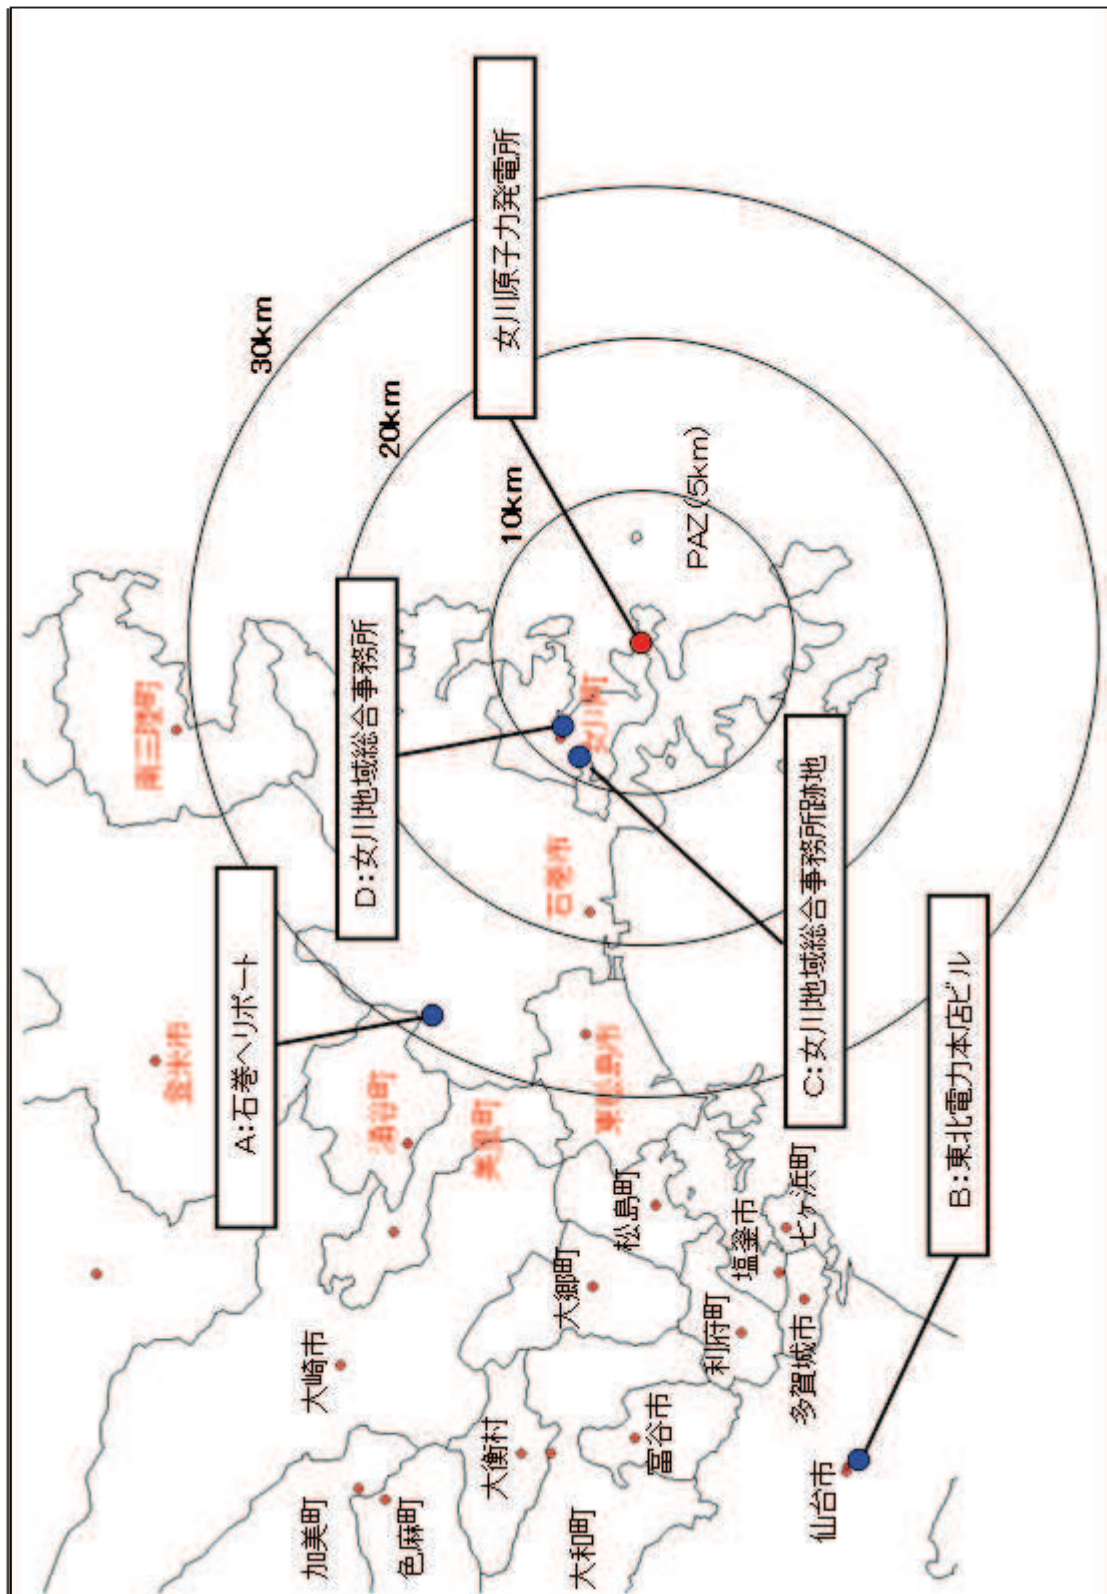 南三陸町
登米市
A:石巻ヘリポート
涌谷町
美里町
大崎市
加美町
色麻町
大衡村
大和町
富谷市
大郷町
松島町
東松島市
石巻市
D:女川地域総合事務所
女川町
30km
20km
10km
PAZ(5km)
女川原子力発電所
C:女川地域総合事務所跡地
利府町
塩釜市
七ヶ浜町
多賀城市
仙台市
B:東北電力本店ビル